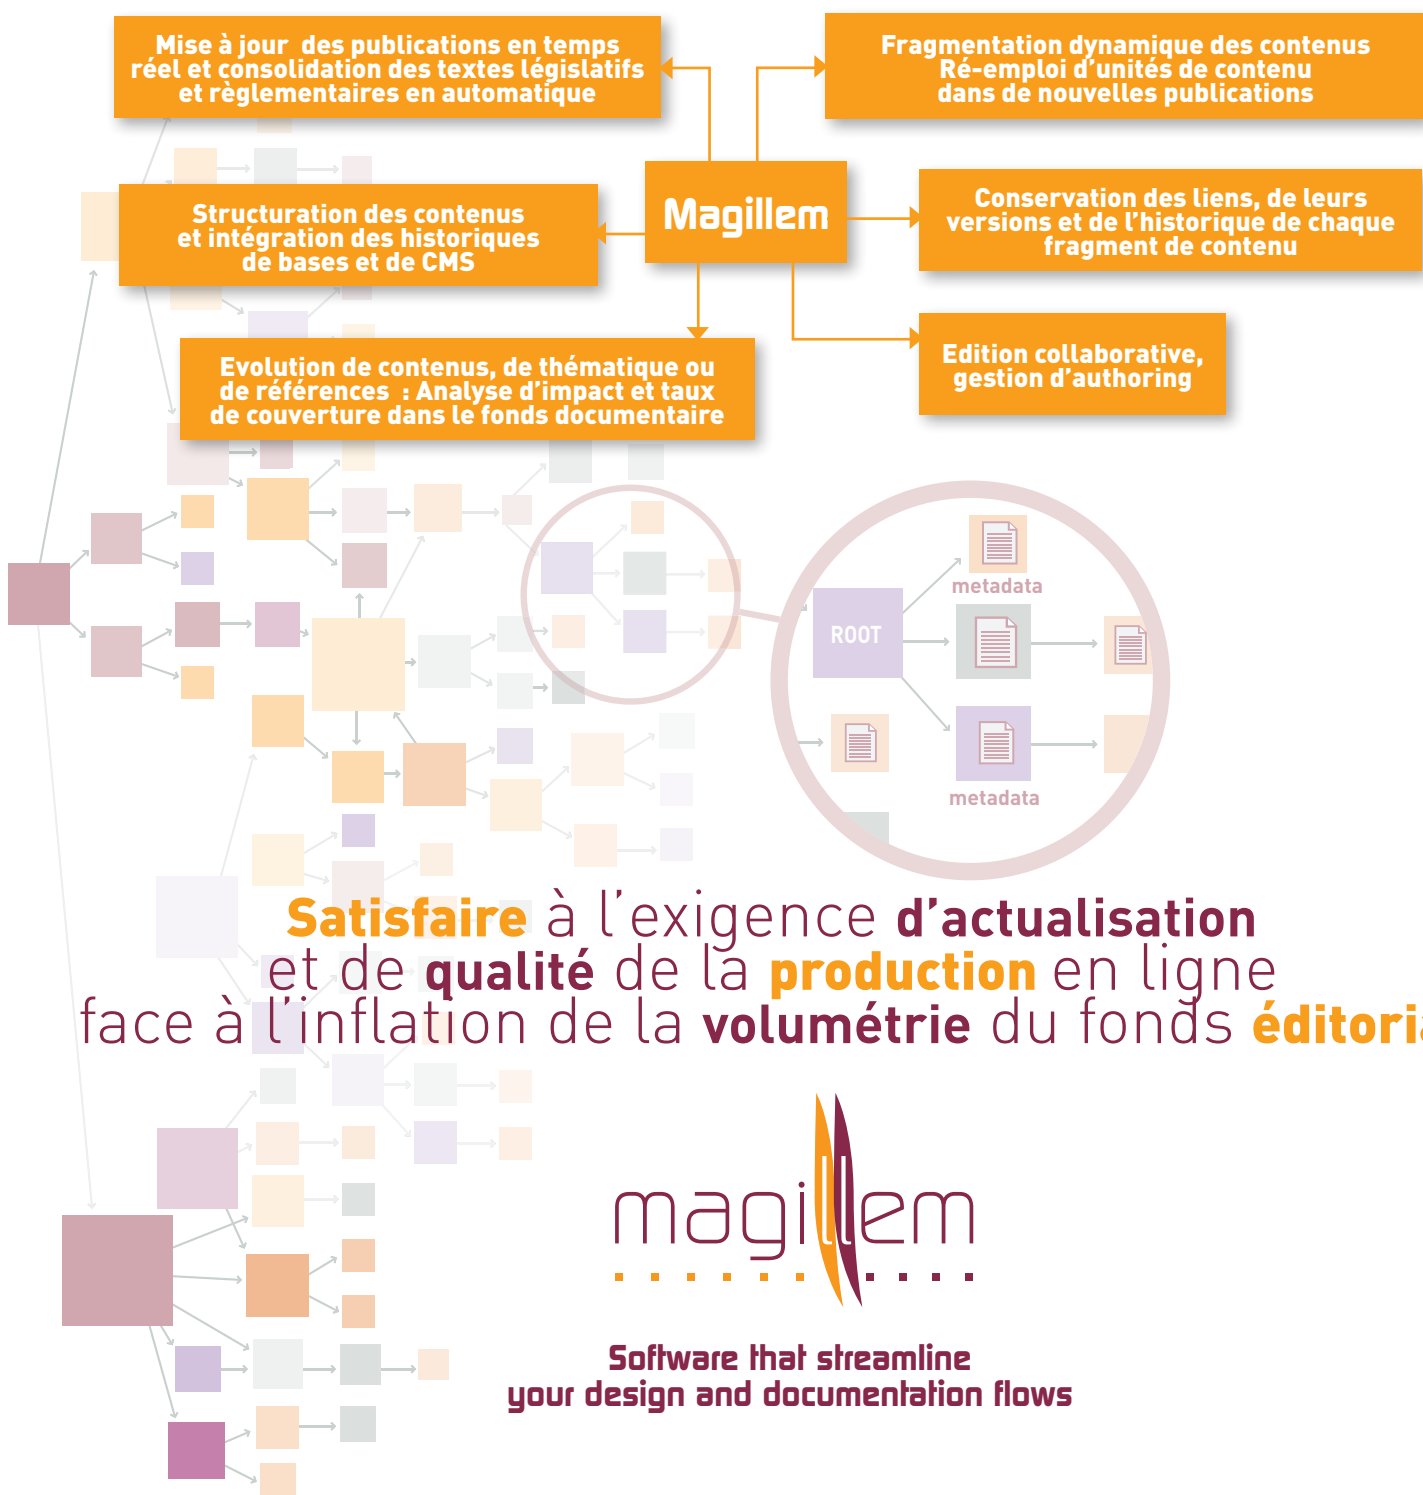 Mise à jour des publications en temps
réel et consolidation des textes législatifs
et règlementaires en automatique
Fragmentation dynamique des contenus
Ré-emploi d'unités de contenu
dans de nouvelles publications
Structuration des contenus
et intégration des historiques
de bases et de CMS
Magillem
Conservation des liens, de leurs
versions et de l'historique de chaque
fragment de contenu
Evolution de contenus, de thématique ou
de références : Analyse d'impact et taux
de couverture dans le fonds documentaire
Edition collaborative,
gestion d'authoring
metadata
ROOT
metadata
Satisfaire à l'exigence d'actualisation
et de qualité de la production en ligne
face à l'inflation de la volumétrie du fonds éditoria
magillem
Software that streamline
your design and documentation flows